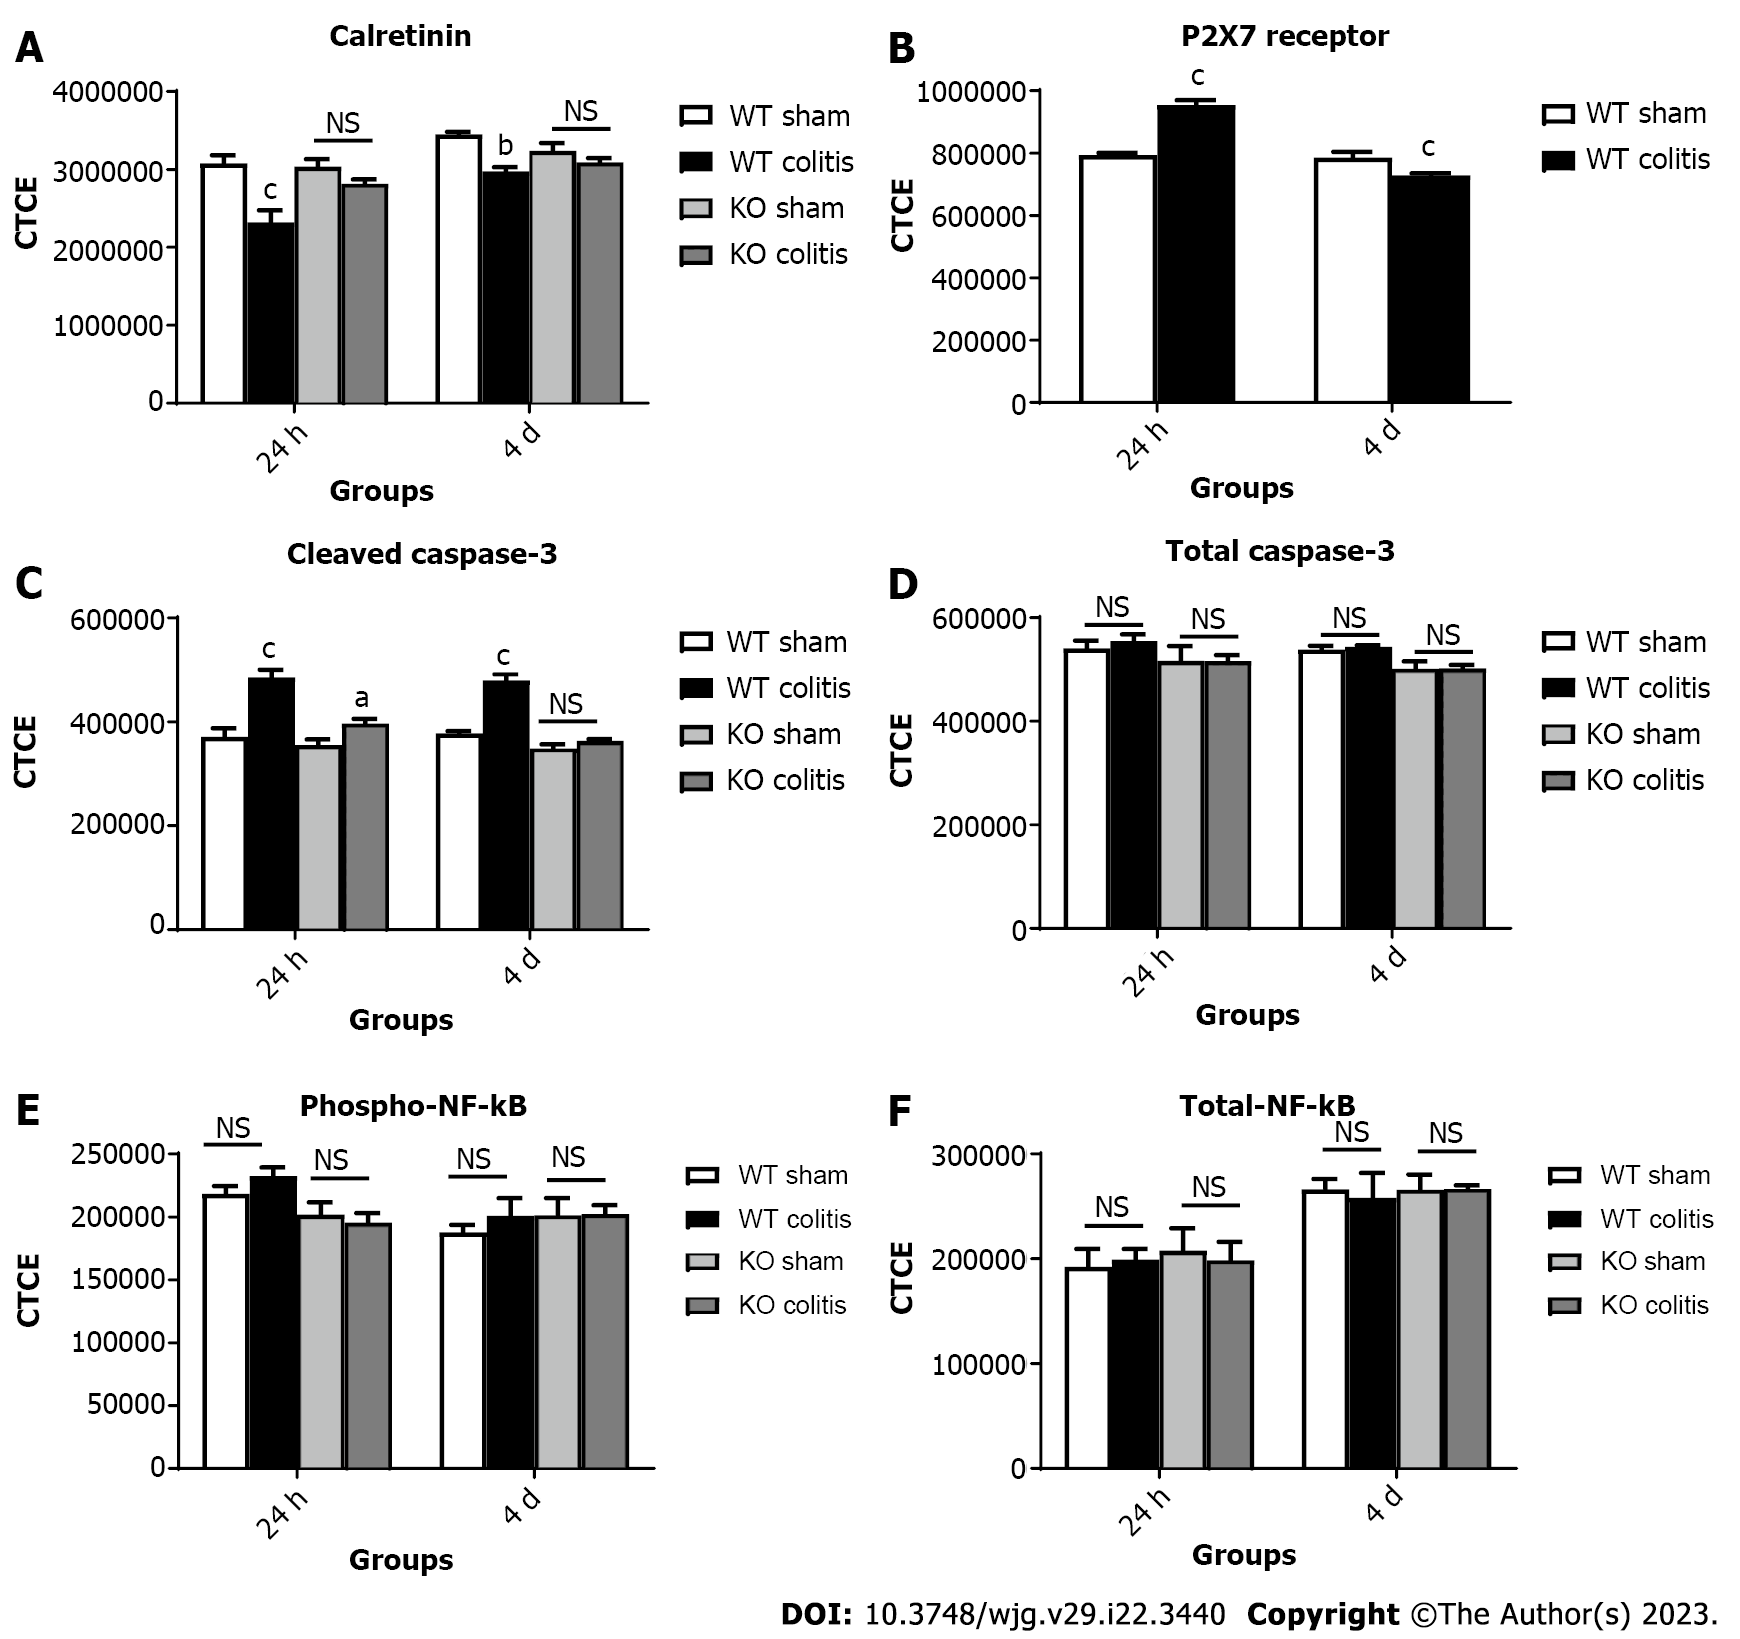 A
Calretinin
4000000
3000000
2000000
1000000
0
CTCE
c
NS
b
NS
24 h
4 d
Groups
WT sham
WT colitis
KO sham
KO colitis
B
P2X7 receptor
1000000
800000
600000
400000
200000
0
CTCE
c
c
24 h
4 d
Groups
WT sham
WT colitis
C
Cleaved caspase-3
600000
400000
200000
0
CTCE
c
a
c
NS
24 h
4 d
Groups
WT sham
WT colitis
KO sham
KO colitis
D
Total caspase-3
600000
400000
200000
0
CTCE
NS
NS
NS
NS
24 h
4 d
Groups
WT sham
WT colitis
KO sham
KO colitis
E
Phospho-NF-kB
250000
200000
150000
100000
50000
0
CTCE
NS
NS
NS
NS
24 h
4 d
Groups
WT sham
WT colitis
KO sham
KO colitis
F
Total-NF-kB
300000
200000
100000
0
CTCE
NS
NS
NS
NS
24 h
4 d
Groups
WT sham
WT colitis
KO sham
KO colitis
DOI: 10.3748/wjg.v29.i22.3440 Copyright ©The Author(s) 2023.